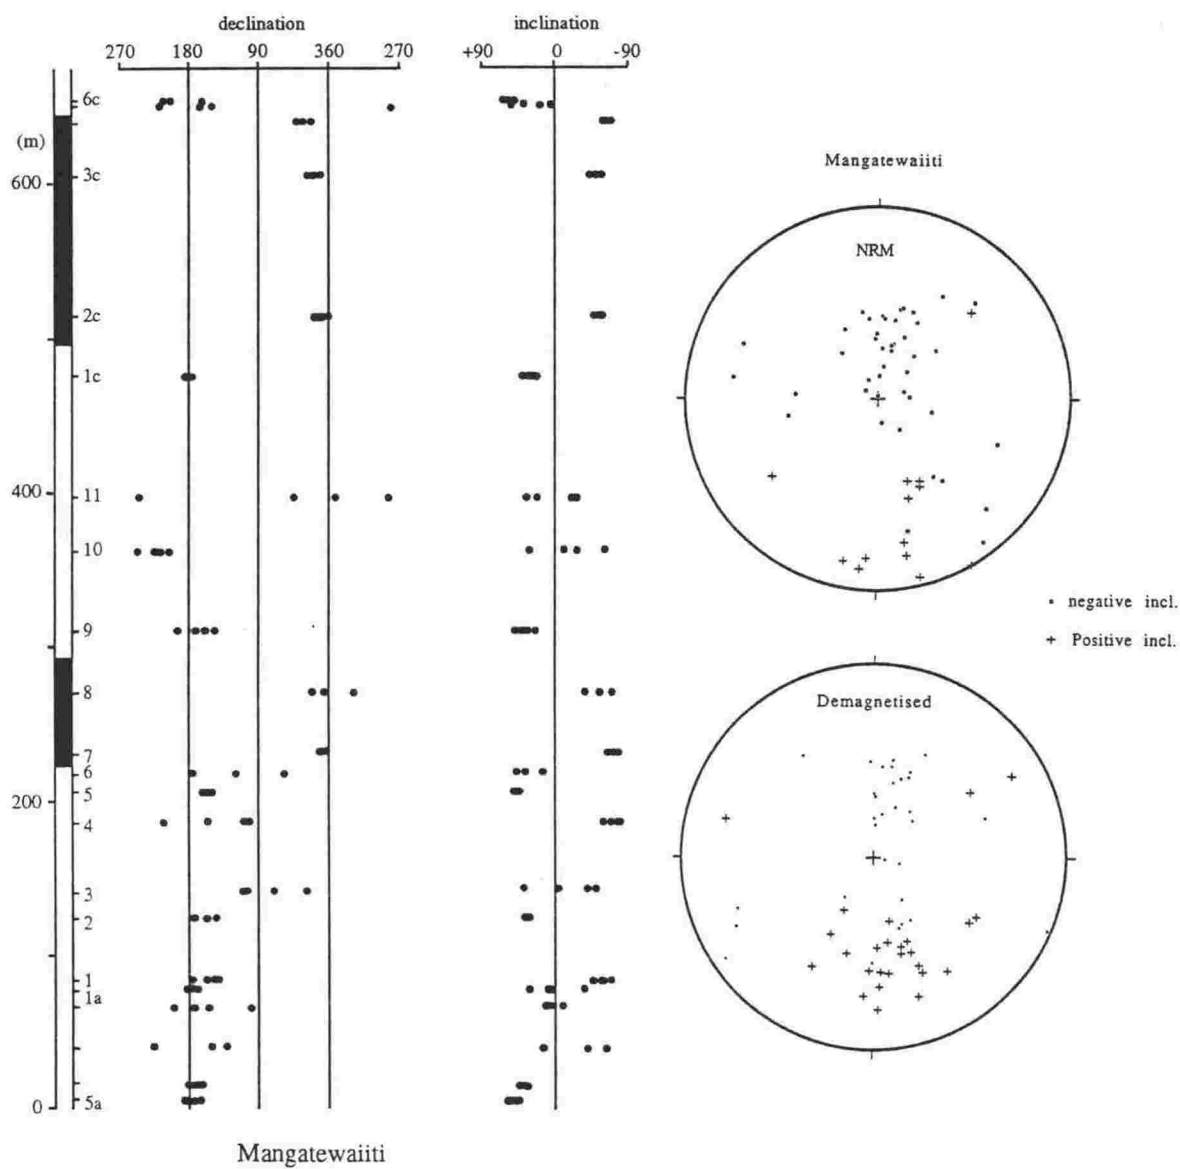 declination
inclination
270 180 90 360 270
+90 0 -90
(m)
600
400
200
0
6c
3c
2c
1c
11
10
9
8
7
6
5
4
3
2
1
1a
5a
Mangatewaiiti
Mangatewaiiti
NRM
negative incl.
+ Positive incl.
Demagnetised